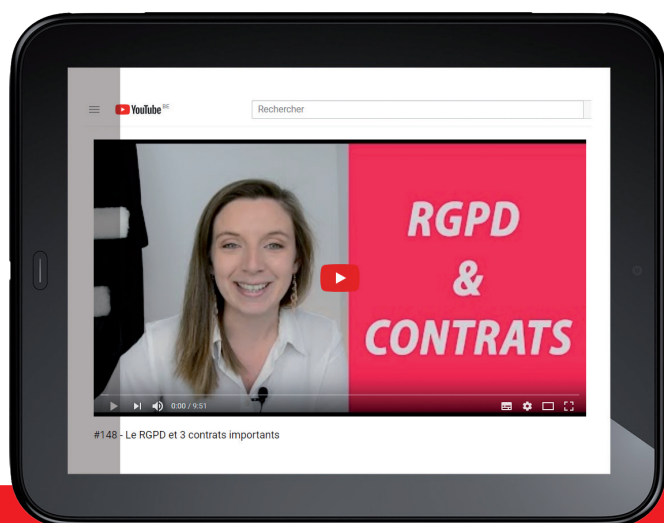 YouTube BE
Rechercher
RGPD
&
CONTRATS
0:00 / 9:51
#148 - Le RGPD et 3 contrats importants